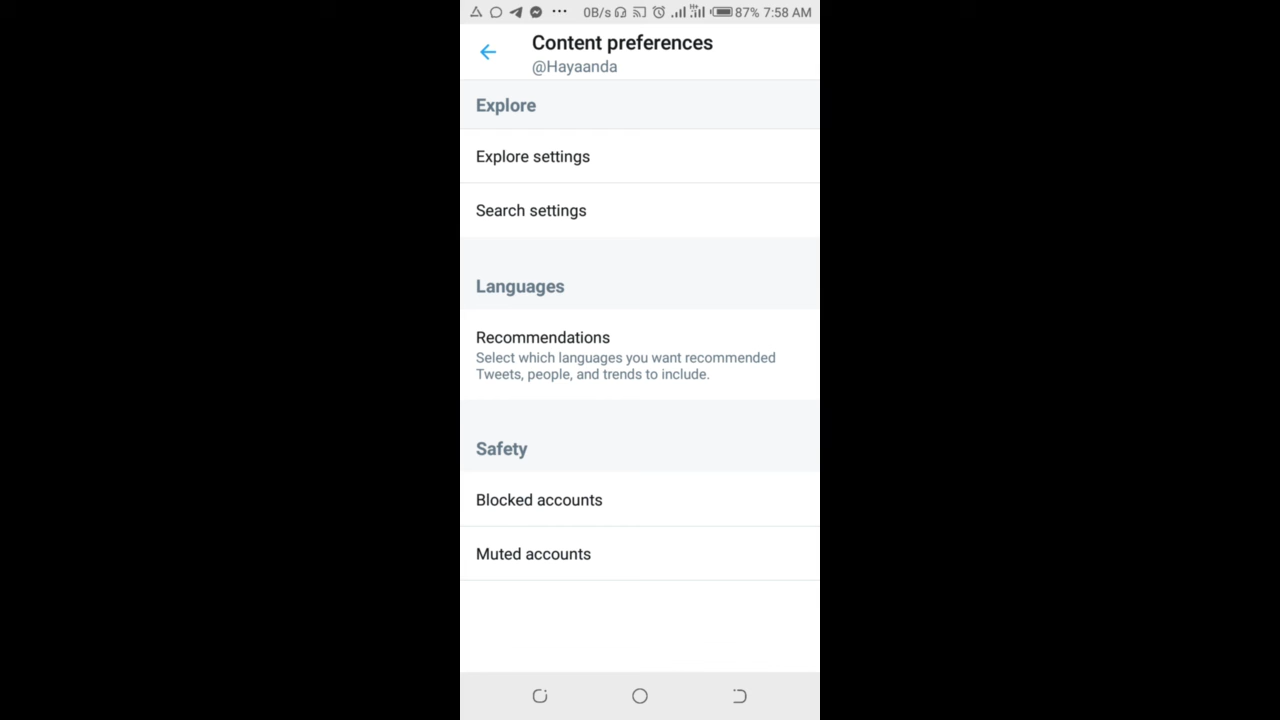 0B/s 87% 7:58 AM
Content preferences
@Hayaanda
Explore
Explore settings
Search settings
Languages
Recommendations
Select which languages you want recommended
Tweets, people, and trends to include.
Safety
Blocked accounts
Muted accounts